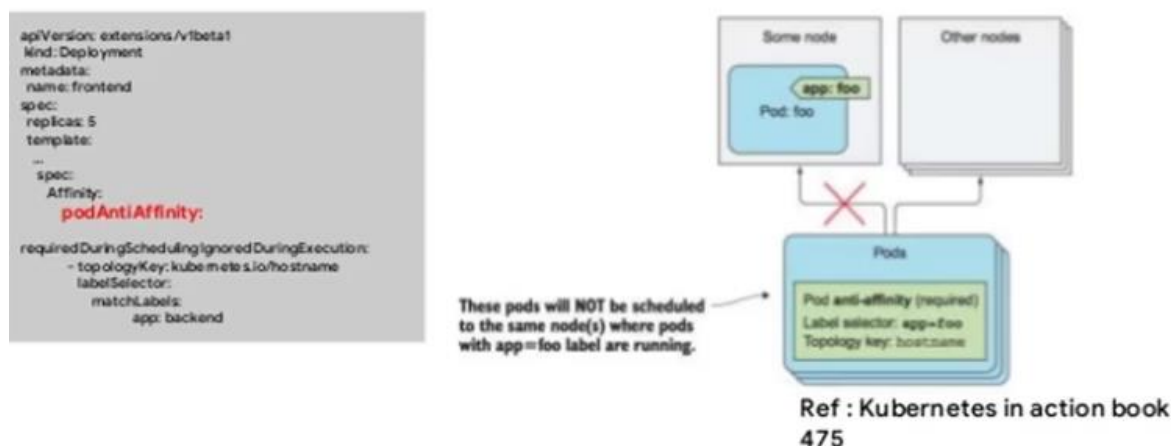 apiVersion: extensions/v1beta1
kind: Deployment
metadata:
name: frontend
spec:
replicas: 5
template:
...
spec:
Affinity:
podAntiAffinity:
requiredDuringSchedulingIgnoredDuringExecution:
- topologyKey: kubernetes.io/hostname
labelSelector:
matchLabels:
app: backend
Some node
Other nodes
app: foo
Pod: foo
Pods
Pod anti-affinity (required)
Label selector: app=foo
Topology key: hostname
These pods will NOT be scheduled
to the same node(s) where pods
with app=foo label are running.
Ref : Kubernetes in action book
475